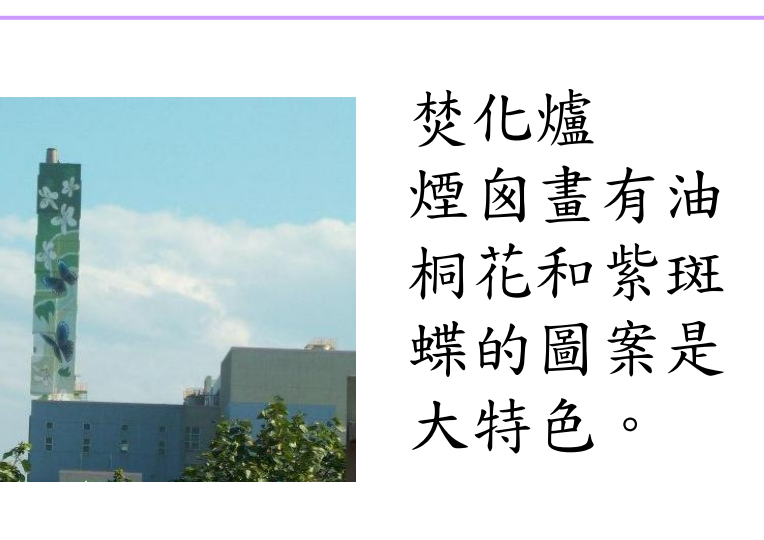 焚化爐
煙囪畫有油
桐花和紫斑
蝶的圖案是
大特色。